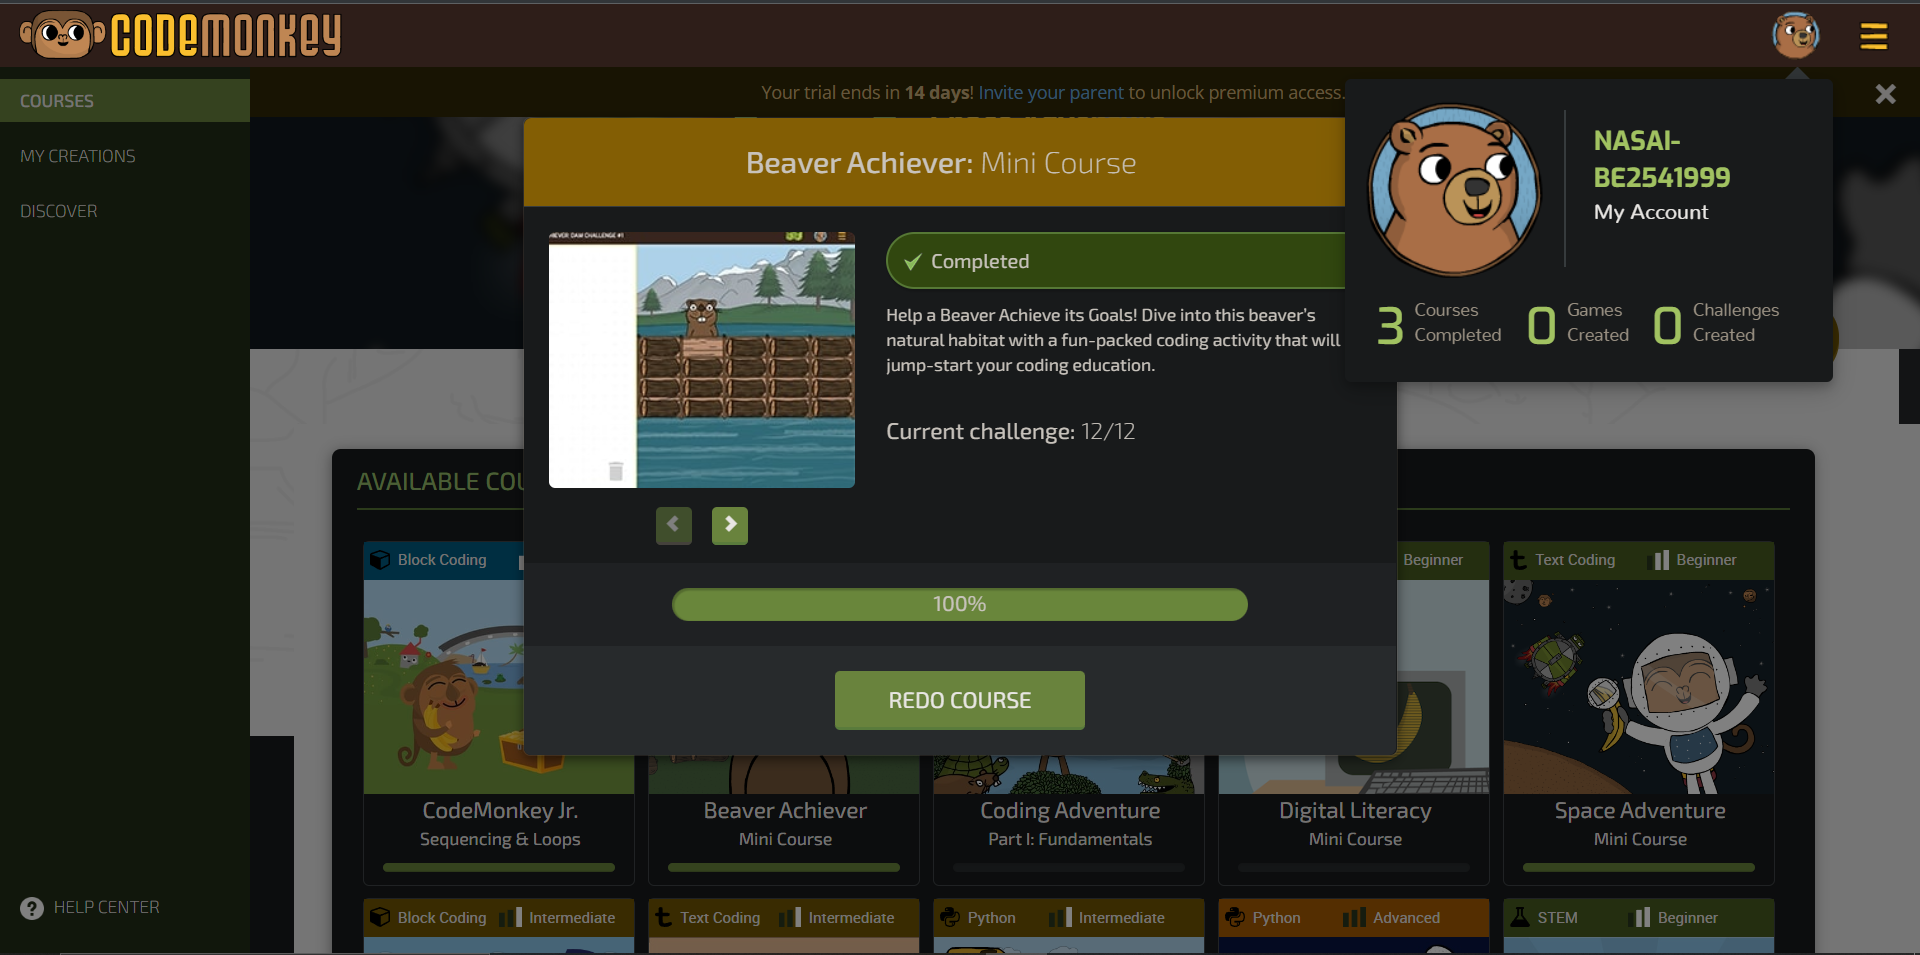 CODEMONKEY
COURSES
MY CREATIONS
DISCOVER
HELP CENTER
Your trial ends in 14 days! Invite your parent to unlock premium access.
NASAI-
BE2541999
My Account
3 Courses Completed
0 Games Created
0 Challenges Created
Beaver Achiever: Mini Course
IEVER: DAM CHALLENGE #1
Completed
Help a Beaver Achieve its Goals! Dive into this beaver's
natural habitat with a fun-packed coding activity that will
jump-start your coding education.
Current challenge: 12/12
100%
REDO COURSE
AVAILABLE COU
Block Coding
Beginner
Text Coding Beginner
CodeMonkey Jr.
Sequencing & Loops
Beaver Achiever
Mini Course
Coding Adventure
Part I: Fundamentals
Digital Literacy
Mini Course
Space Adventure
Mini Course
Block Coding Intermediate
Text Coding Intermediate
Python Intermediate
Python Advanced
STEM Beginner